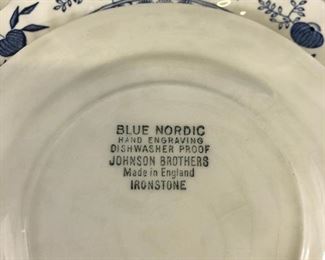 BLUE NORDIC
HAND ENGRAVING
DISHWASHER PROOF
JOHNSON BROTHERS
Made in England
IRONSTONE